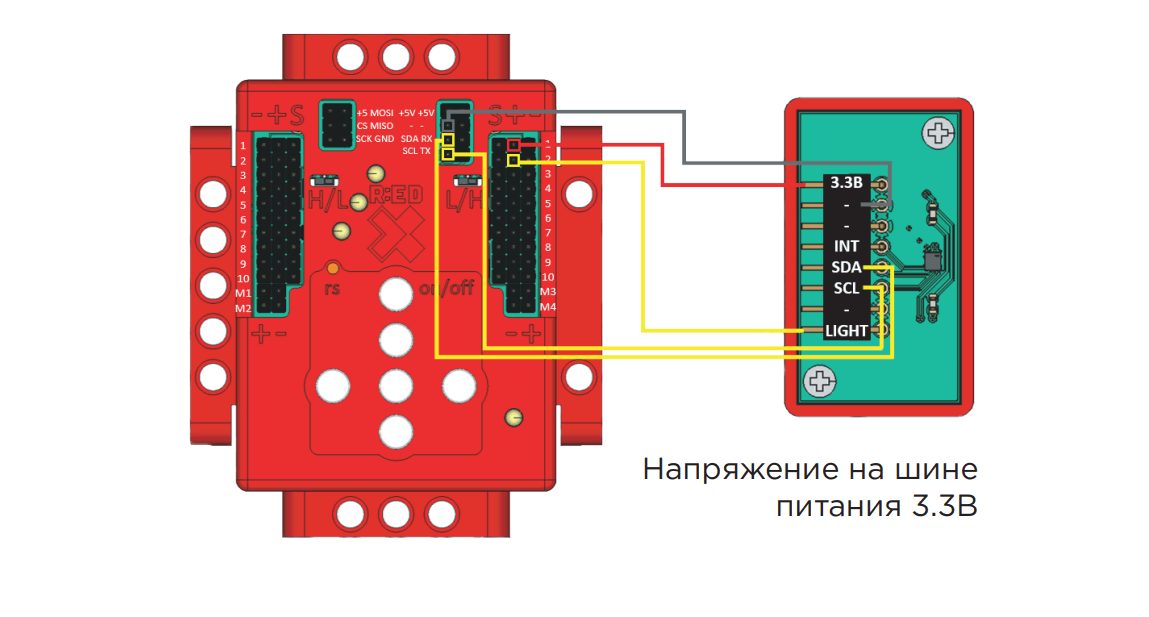 -+S
S+-
+5 MOSI +5V +5V
CS MISO - -
SCK GND SDA RX
SCL TX
1
2
3
4
5
6
7
8
9
10
M1
M2
+-
H/L
R:ED
L/H
rs
on/off
1
2
3
4
5
6
7
8
9
10
M3
M4
-+
3.3В
-
-
INT
SDA
SCL
-
LIGHT
Напряжение на шине
питания 3.3В